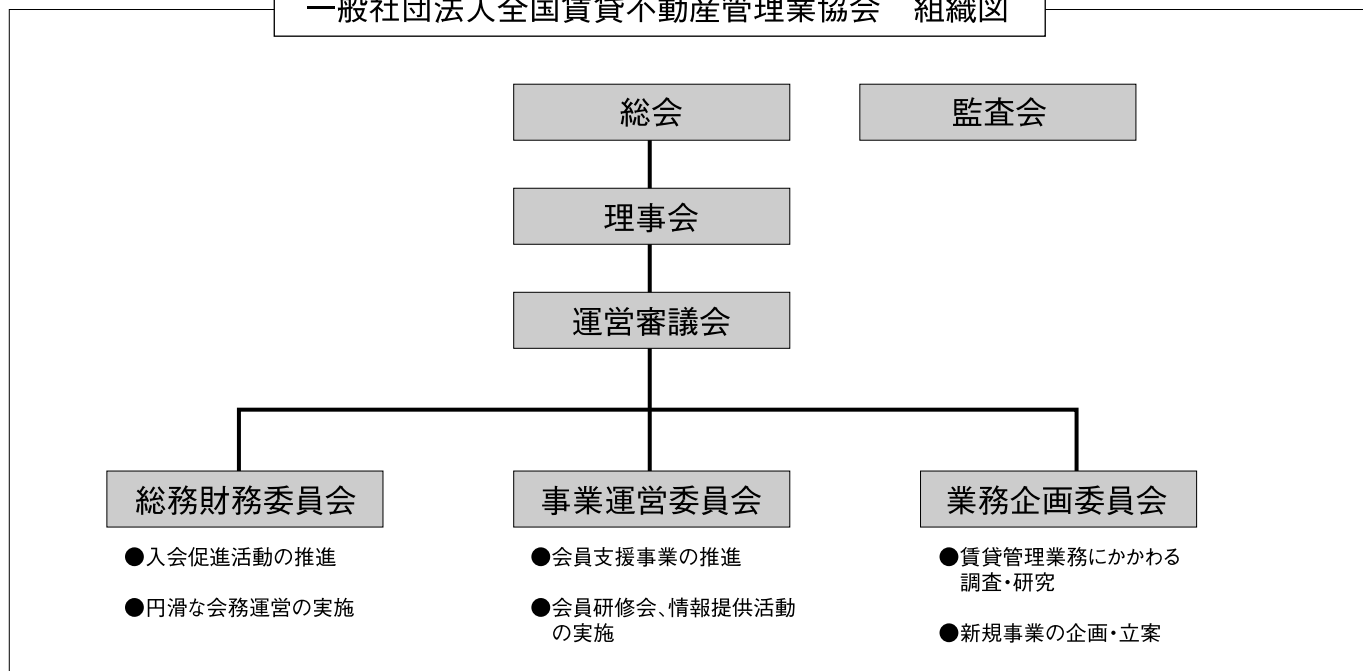 一般社団法人全国賃貸不動産管理業協会　組織図
総会
監査会
理事会
運営審議会
総務財務委員会
●入会促進活動の推進
●円滑な会務運営の実施
事業運営委員会
●会員支援事業の推進
●会員研修会、情報提供活動
の実施
業務企画委員会
●賃貸管理業務にかかわる
調査・研究
●新規事業の企画・立案